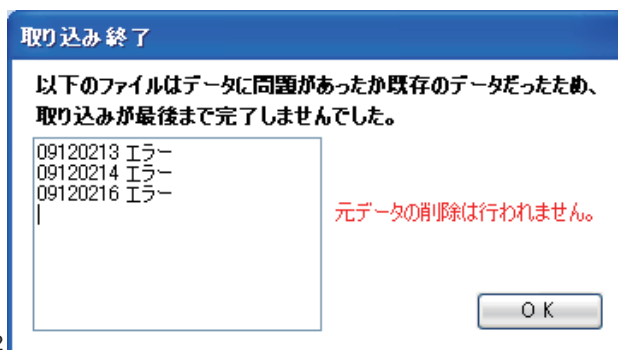 取り込み終了
以下のファイルはデータに問題があったか既存のデータだったため、
取り込みが最後まで完了しませんでした。
09120213 エラー
09120214 エラー
09120216 エラー
元データの削除は行われません。
OK
2